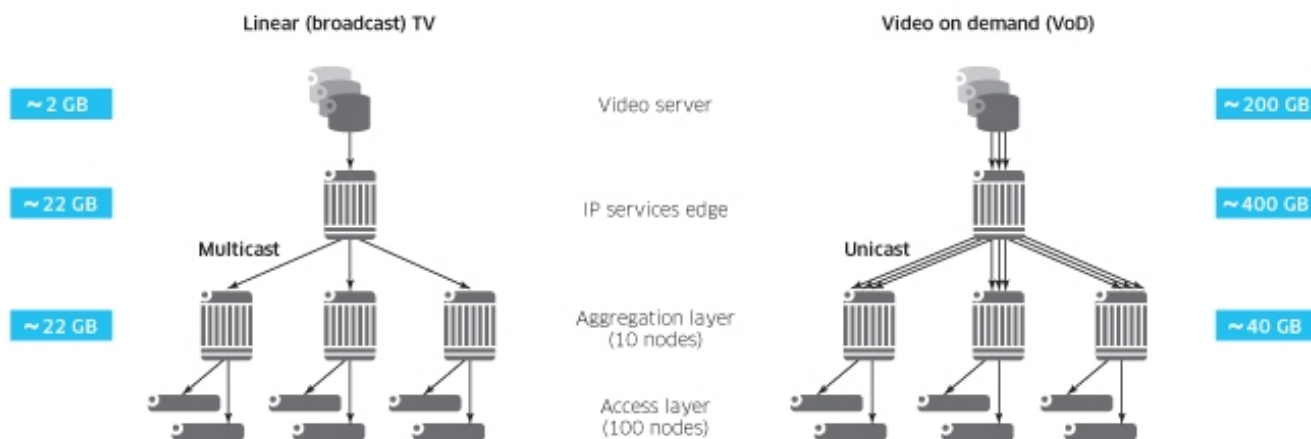 Linear (broadcast) TV
Video on demand (VoD)
~ 2 GB
Video server
~ 200 GB
~ 22 GB
IP services edge
~ 400 GB
Multicast
Unicast
~ 22 GB
Aggregation layer
(10 nodes)
~ 40 GB
Access layer
(100 nodes)